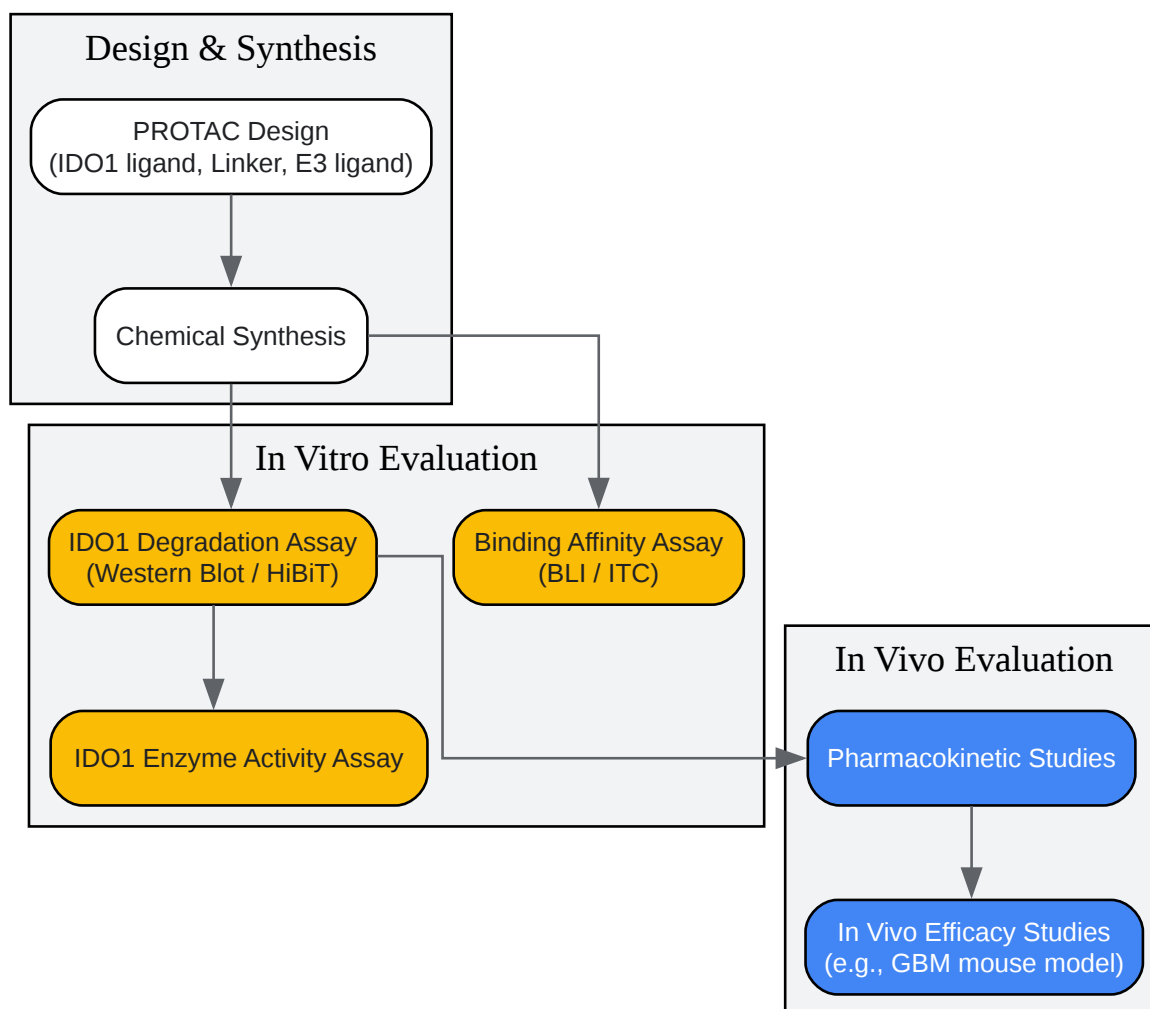 Design & Synthesis
PROTAC Design
(IDO1 ligand, Linker, E3 ligand)
Chemical Synthesis
In Vitro Evaluation
IDO1 Degradation Assay
(Western Blot / HiBiT)
Binding Affinity Assay
(BLI / ITC)
IDO1 Enzyme Activity Assay
In Vivo Evaluation
Pharmacokinetic Studies
In Vivo Efficacy Studies
(e.g., GBM mouse model)